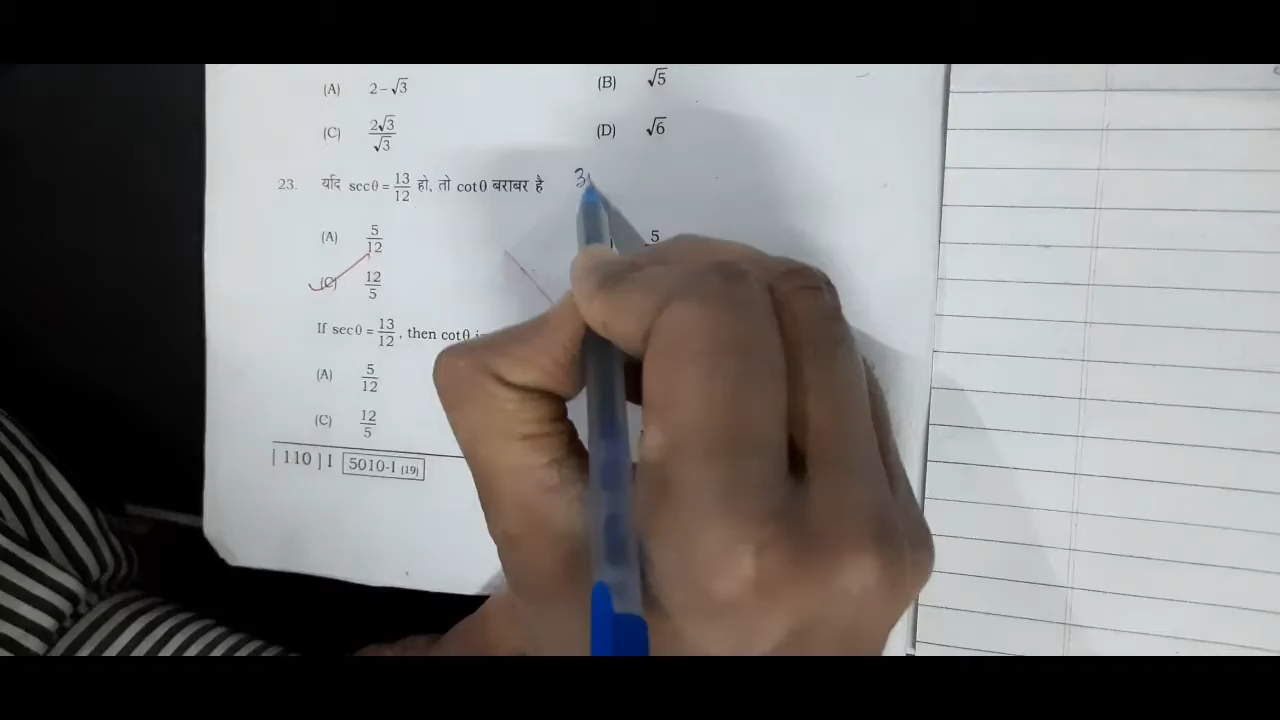 (A) 2-√3 (B) √5
(C) 2√3/√3 (D) √6
23. यदि secθ = 13/12 हो, तो cotθ बराबर है
(A) 5/12 5
(C) 12/5
If secθ = 13/12, then cotθ
(A) 5/12
(C) 12/5
| 110 | I 5010-I (19)